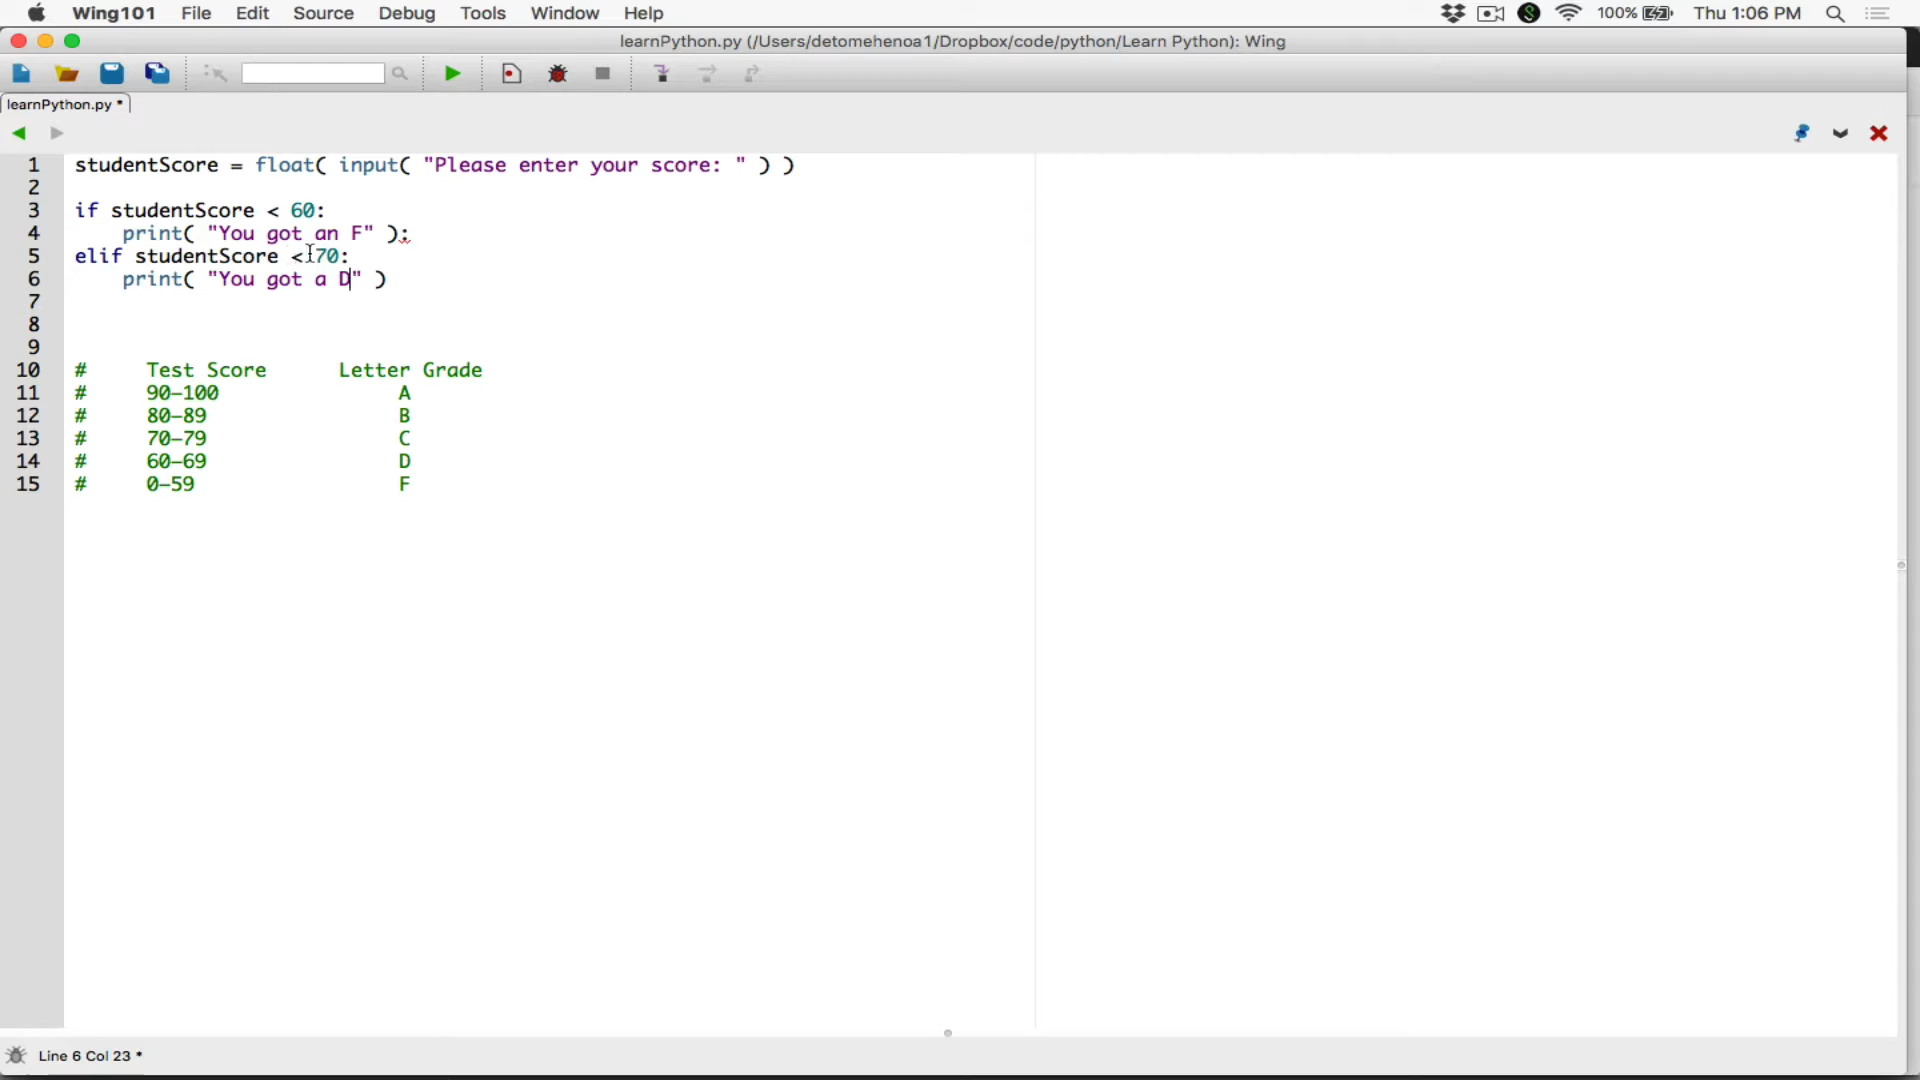 Wing101 File Edit Source Debug Tools Window Help 100% Thu 1:06 PM
learnPython.py (/Users/detomehenoa1/Dropbox/code/python/Learn Python): Wing
learnPython.py *
1 studentScore = float( input( "Please enter your score: " ) )
2
3 if studentScore < 60:
4 print( "You got an F" );
5 elif studentScore < 70:
6 print( "You got a D" )
7
8
9
10 # Test Score Letter Grade
11 # 90-100 A
12 # 80-89 B
13 # 70-79 C
14 # 60-69 D
15 # 0-59 F
Line 6 Col 23 *